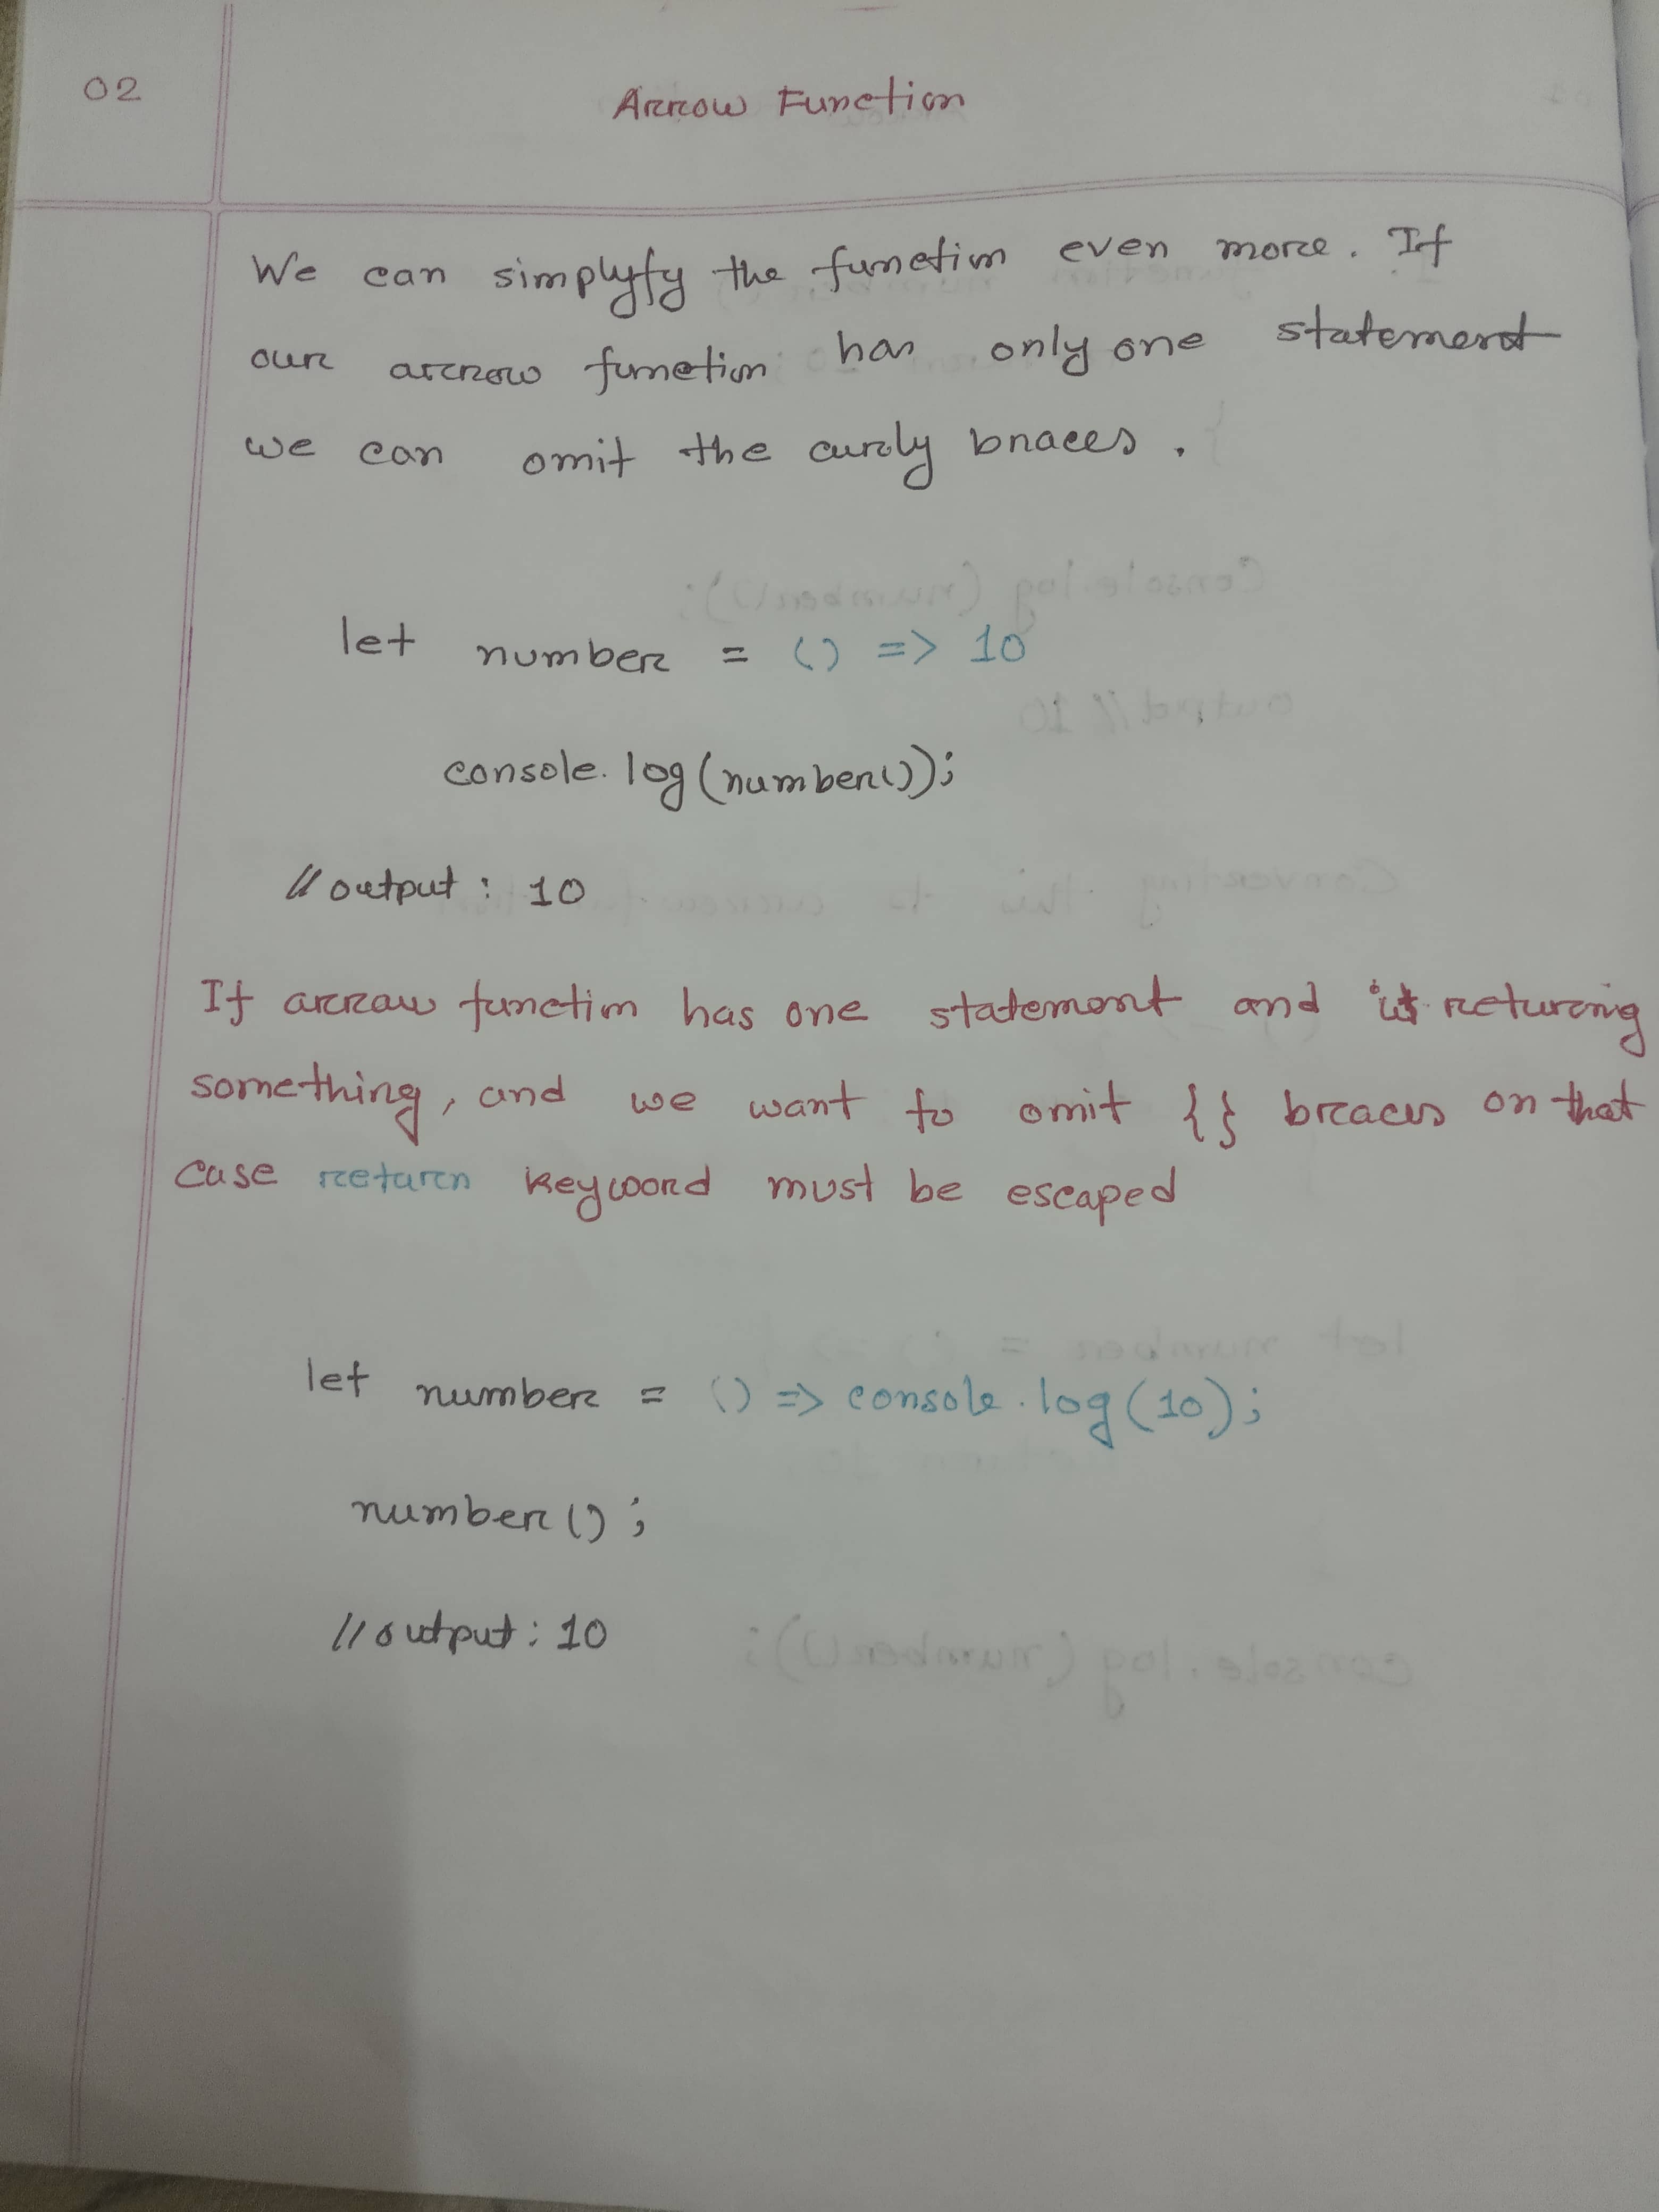 02
Arrow Function
We can simplyfy the function even more. If
our arrow function has only one statement
we can omit the curly braces.
let number = () => 10
console.log(number());
// output : 10
If arrow function has one statement and it returing
something, and we want to omit {} braces on that
case return keyword must be escaped
let number = () => console.log(10);
number();
// output : 10